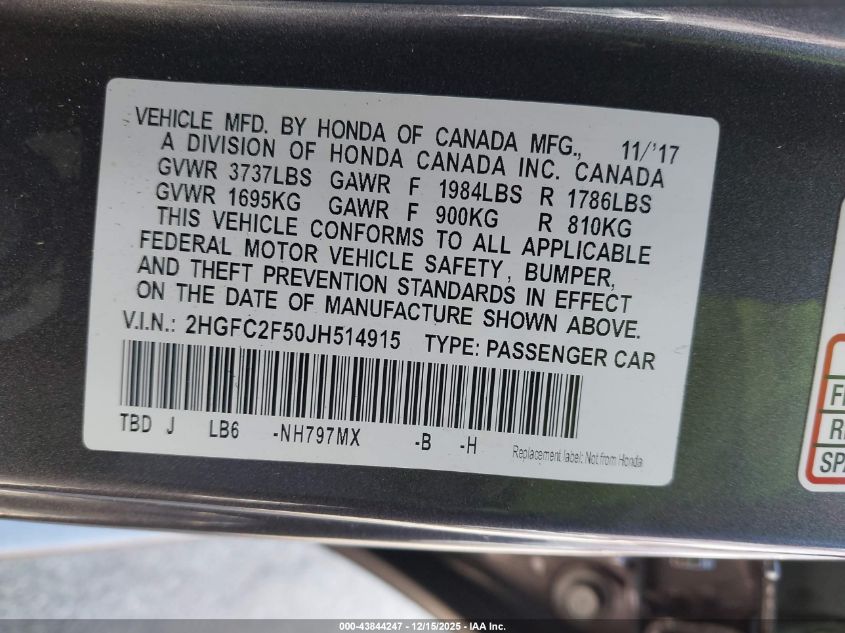 VEHICLE MFD. BY HONDA OF CANADA MFG., 11/'17
A DIVISION OF HONDA CANADA INC. CANADA
GVWR 3737LBS GAWR F 1984LBS R 1786LBS
GVWR 1695KG GAWR F 900KG R 810KG
THIS VEHICLE CONFORMS TO ALL APPLICABLE
FEDERAL MOTOR VEHICLE SAFETY, BUMPER,
AND THEFT PREVENTION STANDARDS IN EFFECT
ON THE DATE OF MANUFACTURE SHOWN ABOVE.
V.I.N.: 2HGFC2F50JH514915 TYPE: PASSENGER CAR
TBD J LB6 -NH797MX -B -H
Replacement label: Not from Honda
SPA
000-43844247 - 12/15/2025 - IAA Inc.